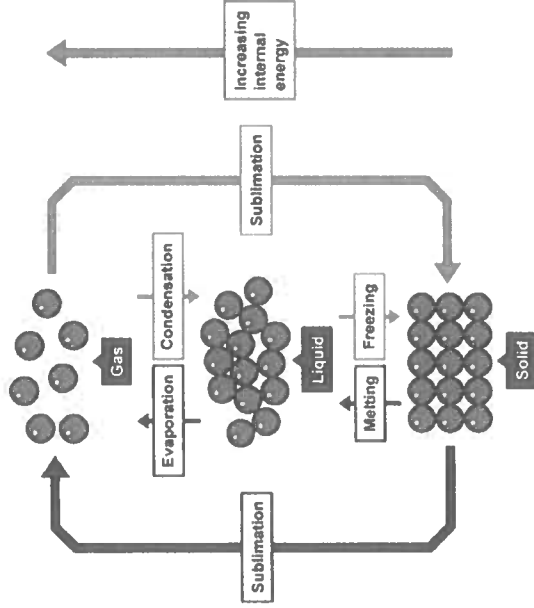 Increasing
internal
energy
Sublimation
Gas
Condensation
Evaporation
Liquid
Freezing
Melting
Solid
Sublimation